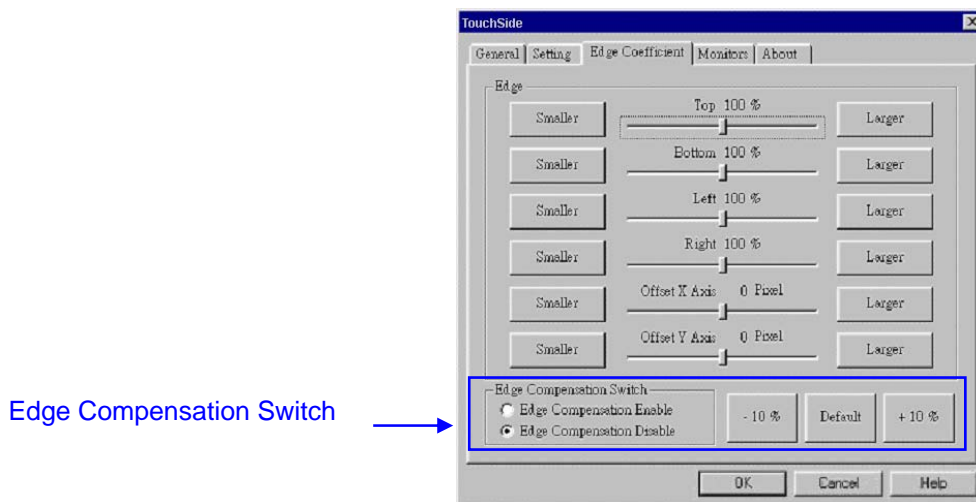 TouchSide
General Setting Edge Coefficient Monitors About
Edge
Top 100 %
Smaller Larger
Bottom 100 %
Smaller Larger
Left 100 %
Smaller Larger
Right 100 %
Smaller Larger
Offset X Axis 0 Pixel
Smaller Larger
Offset Y Axis 0 Pixel
Smaller Larger
Edge Compensation Switch
Edge Compensation Switch
Edge Compensation Enable
Edge Compensation Disable
- 10 % Default + 10 %
OK Cancel Help